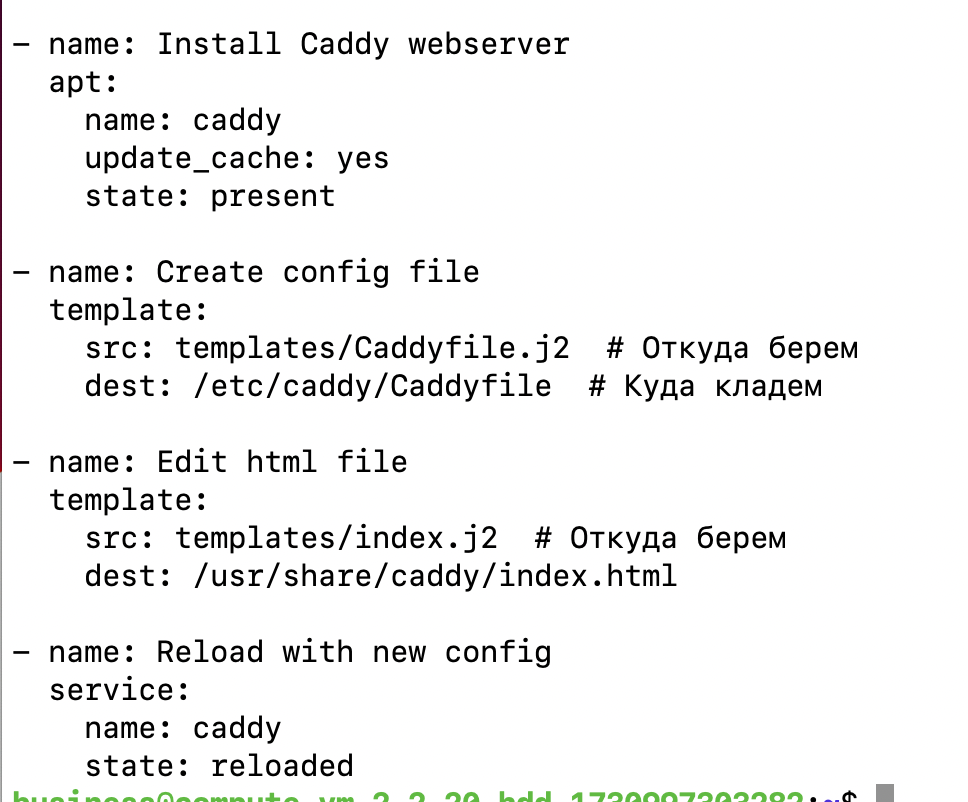 - name: Install Caddy webserver
  apt:
    name: caddy
    update_cache: yes
    state: present
- name: Create config file
  template:
    src: templates/Caddyfile.j2  # Откуда берем
    dest: /etc/caddy/Caddyfile  # Куда кладем
- name: Edit html file
  template:
    src: templates/index.j2  # Откуда берем
    dest: /usr/share/caddy/index.html
- name: Reload with new config
  service:
    name: caddy
    state: reloaded